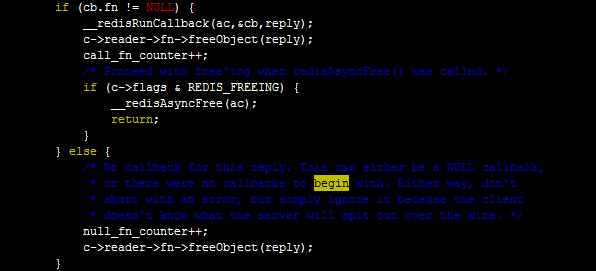 if (cb.fn != NULL) {
__redisRunCallback(ac,&cb,reply);
c->reader->fn->freeObject(reply);
call_fn_counter++;
/* Proceed with free'ing when redisAsyncFree() was called. */
if (c->flags & REDIS_FREEING) {
__redisAsyncFree(ac);
return;
}
} else {
/* No callback for this reply. This can either be a NULL callback,
* or there were no callbacks to begin with. Either way, don't
* abort with an error, but simply ignore it because the client
* doesn't know what the server will spit out over the wire. */
null_fn_counter++;
c->reader->fn->freeObject(reply);
}